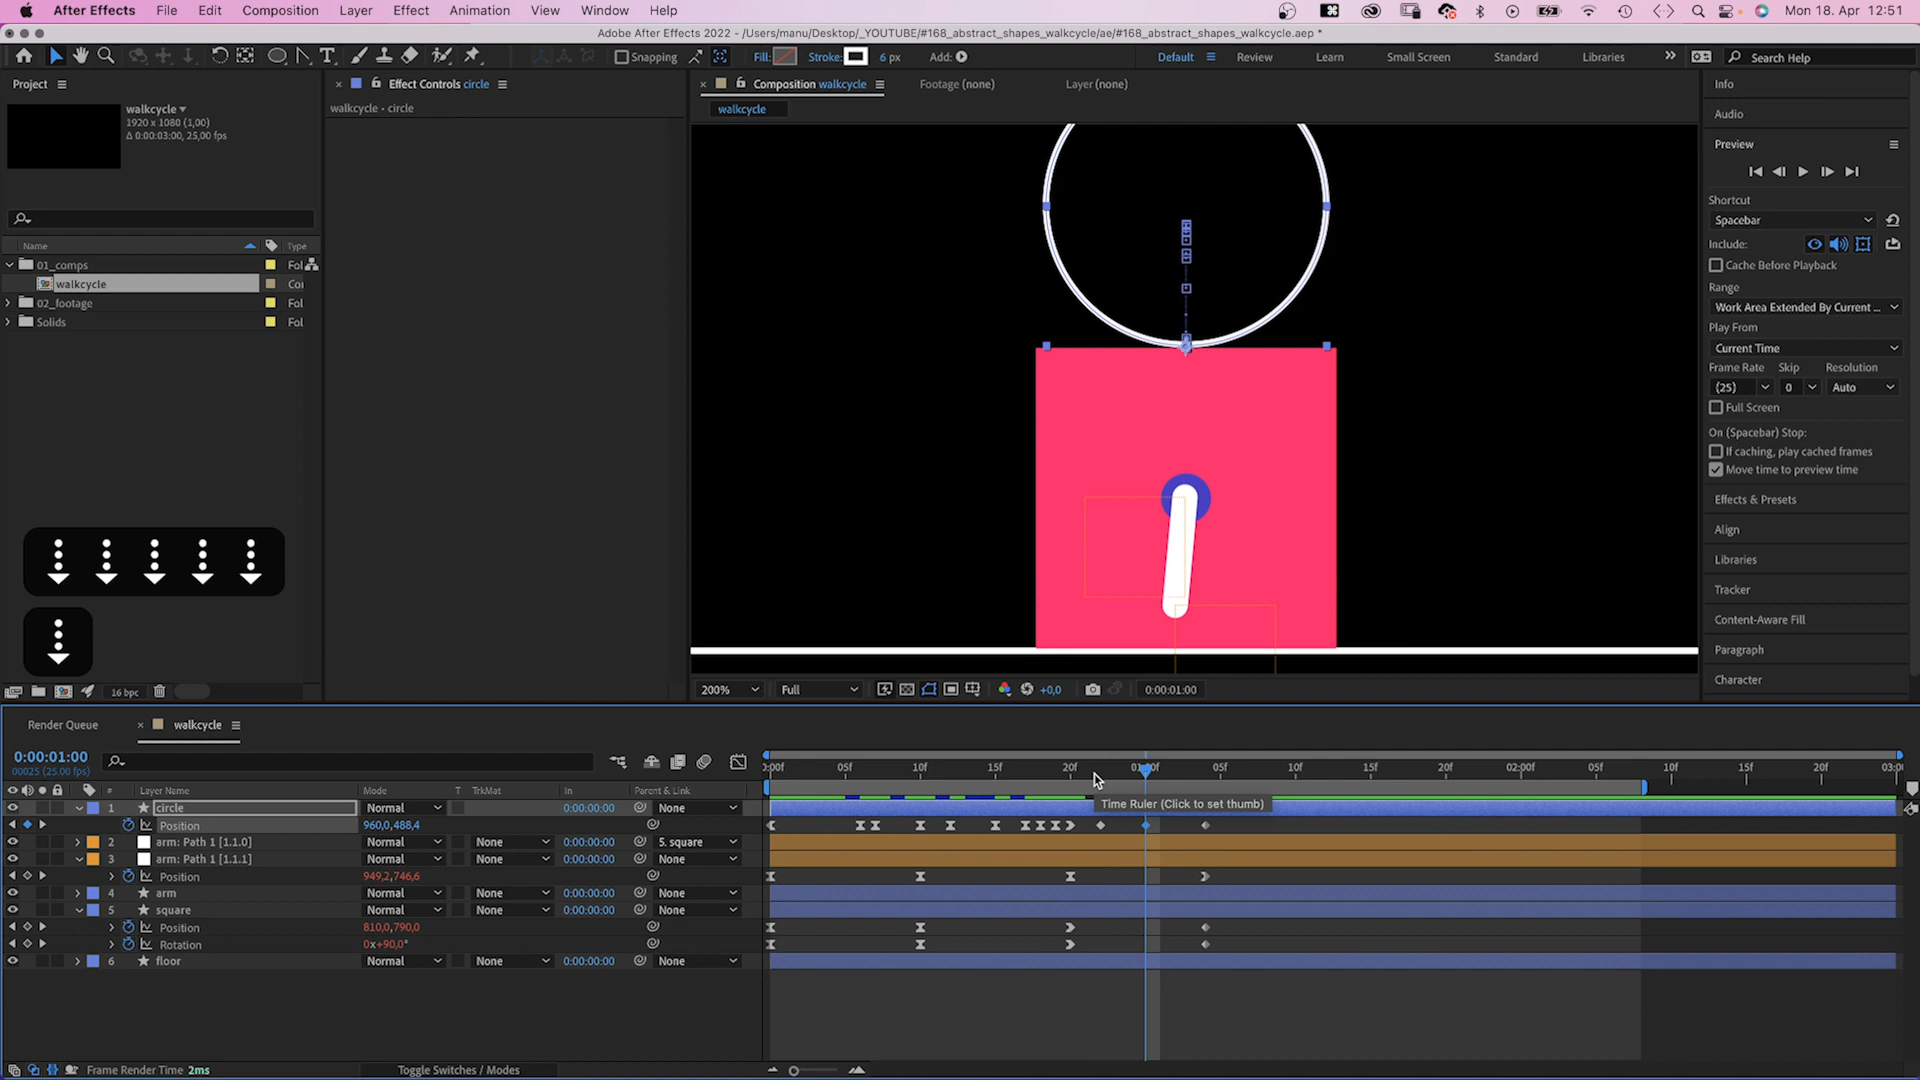 After Effects File Edit Composition Layer Effect Animation View Window Help Mon 18. Apr 12:51
Adobe After Effects 2022 - /Users/manu/Desktop/_YOUTUBE/#168_abstract_shapes_walkcycle/ae/#168_abstract_shapes_walkcycle.aep *
Snapping Fill: Stroke: 6 px Add: Default Review Learn Small Screen Standard Libraries Search Help
Project Effect Controls circle Composition walkcycle Footage (none) Layer (none) Info
walkcycle
1920 x 1080 (1,00)
Δ 0:00:03:00, 25,00 fps
walkcycle • circle
walkcycle
Audio
Preview
Shortcut
Spacebar
Include:
Cache Before Playback
Range
Work Area Extended By Current ...
Play From
Current Time
Frame Rate Skip Resolution
(25) 0 Auto
Full Screen
On (Spacebar) Stop:
If caching, play cached frames
Move time to preview time
Effects & Presets
Align
Libraries
Tracker
Content-Aware Fill
Paragraph
Character
Name Type
01_comps Fol
walkcycle Coı
02_footage Fol
Solids Fol
16 bpc
200% Full +0,0 0:00:01:00
Render Queue walkcycle
0:00:01:00
00025 (25.00 fps)
):00f 05f 10f 15f 20f 01:00f 05f 10f 15f 20f 02:00f 05f 10f 15f 20f 03:0
# Layer Name Mode T TrkMat In Parent & Link
1 circle Normal 0:00:00:00 None
Time Ruler (Click to set thumb)
Position 960,0,488,4
2 arm: Path 1 [1.1.0] Normal None 0:00:00:00 5. square
3 arm: Path 1 [1.1.1] Normal None 0:00:00:00 None
Position 949,2,746,6
4 arm Normal None 0:00:00:00 None
5 square Normal None 0:00:00:00 None
Position 810,0,790,0
Rotation 0x+90,0°
6 floor Normal None 0:00:00:00 None
Frame Render Time 2ms Toggle Switches / Modes